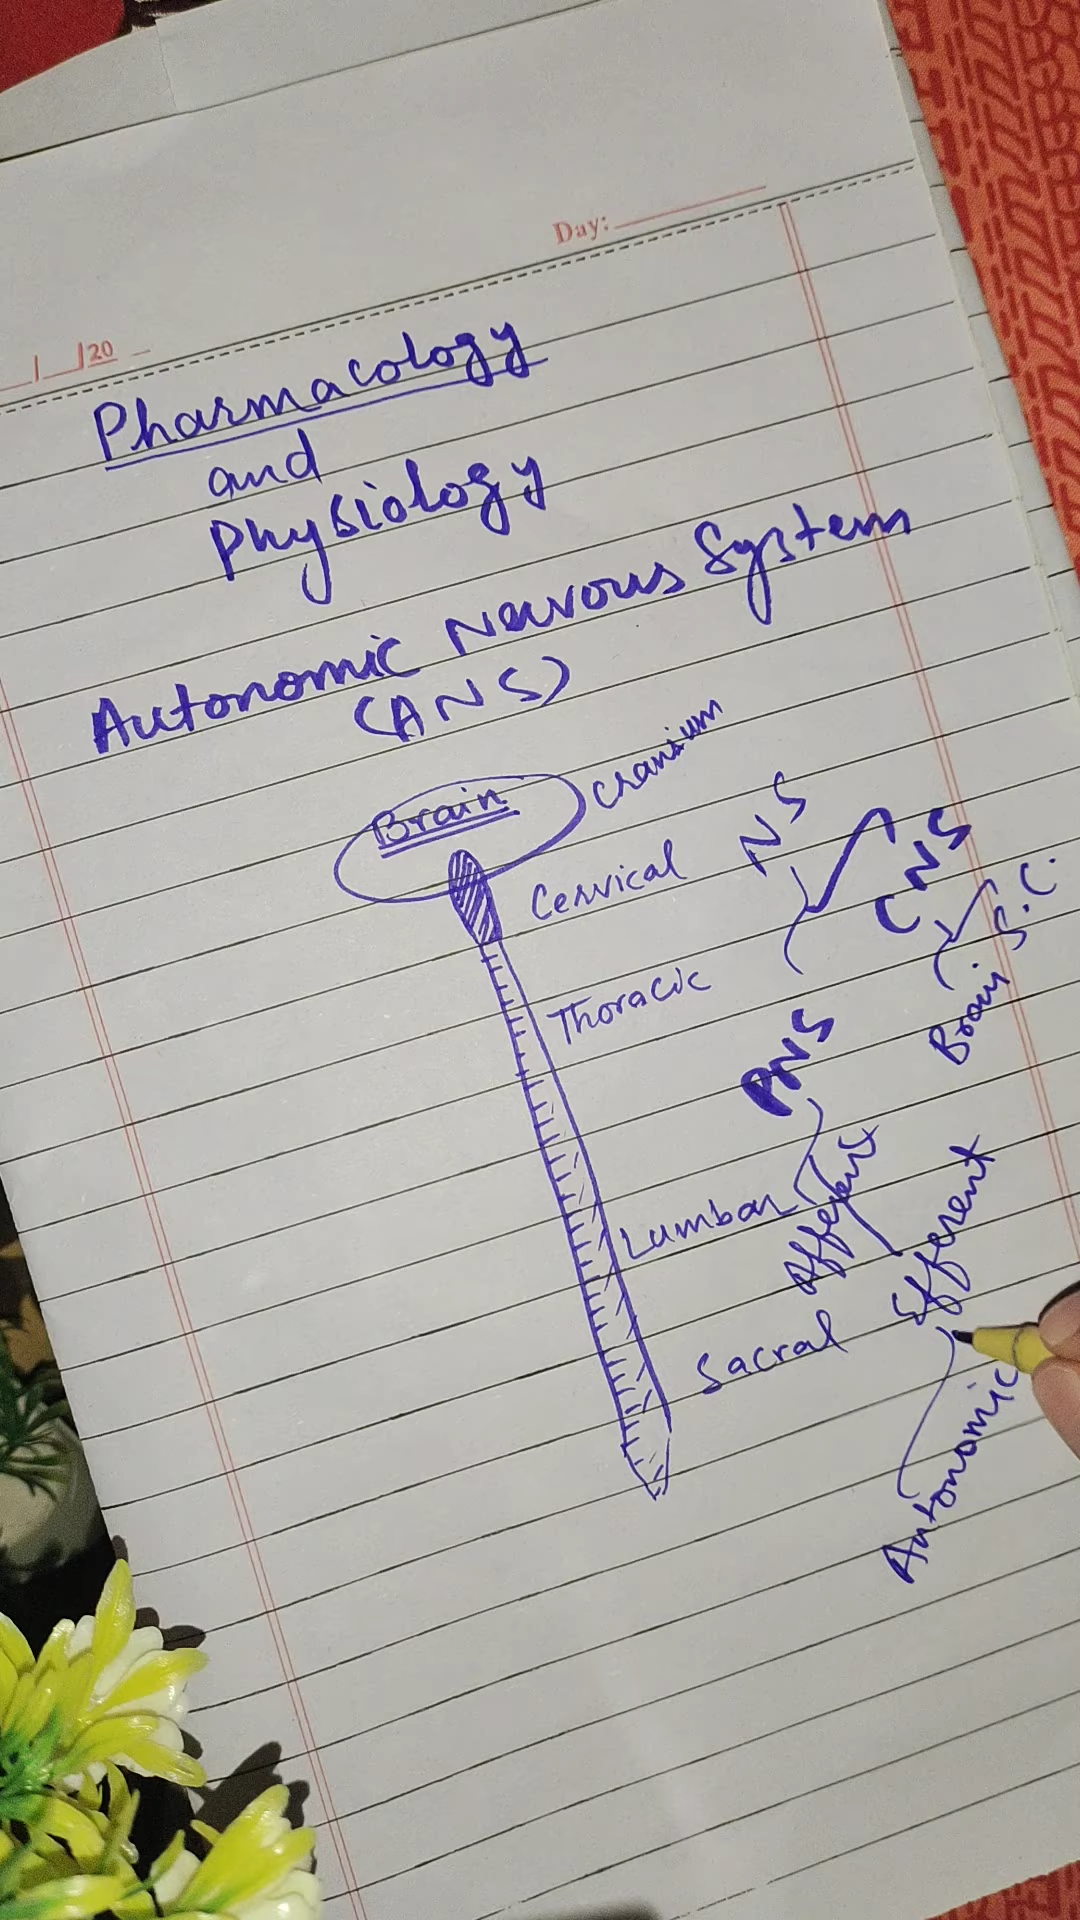 Day:
/ /20
Pharmacology
and
Physiology
Autonomic Nervous System
(ANS)
Brain
Cranium
Cervical
NS
CNS
Brain
S.C.
Thoracic
PNS
Lumbar
Afferent
Efferent
Sacral
Autonomic